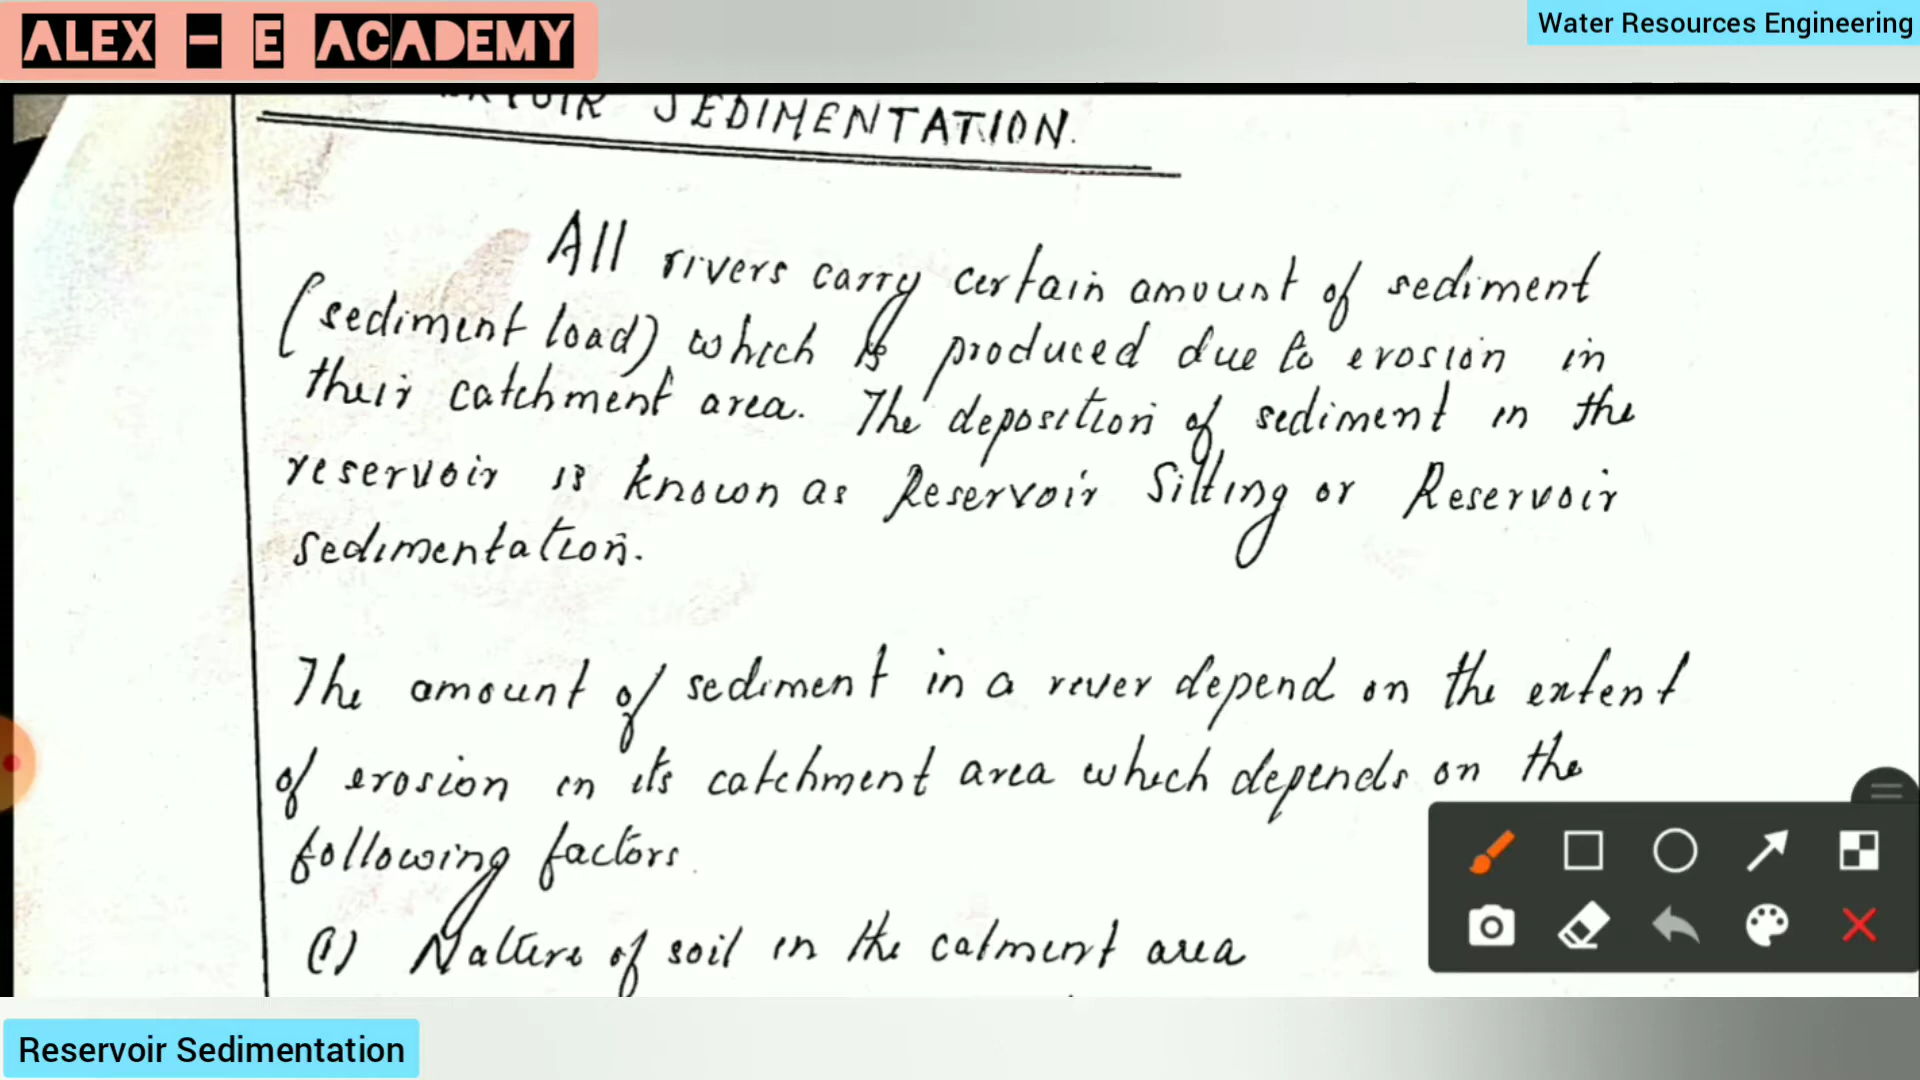 ALEX - E ACADEMY
Water Resources Engineering
SEDIMENTATION.
All rivers carry certain amount of sediment
(sediment load) which is produced due to erosion in
their catchment area. The deposition of sediment in the
reservoir is known as Reservoir Silting or Reservoir
sedimentation.
The amount of sediment in a rever depend on the extent
of erosion in its catchment area which depends on the
following factors.
(1) Nature of soil in the catment area
Reservoir Sedimentation